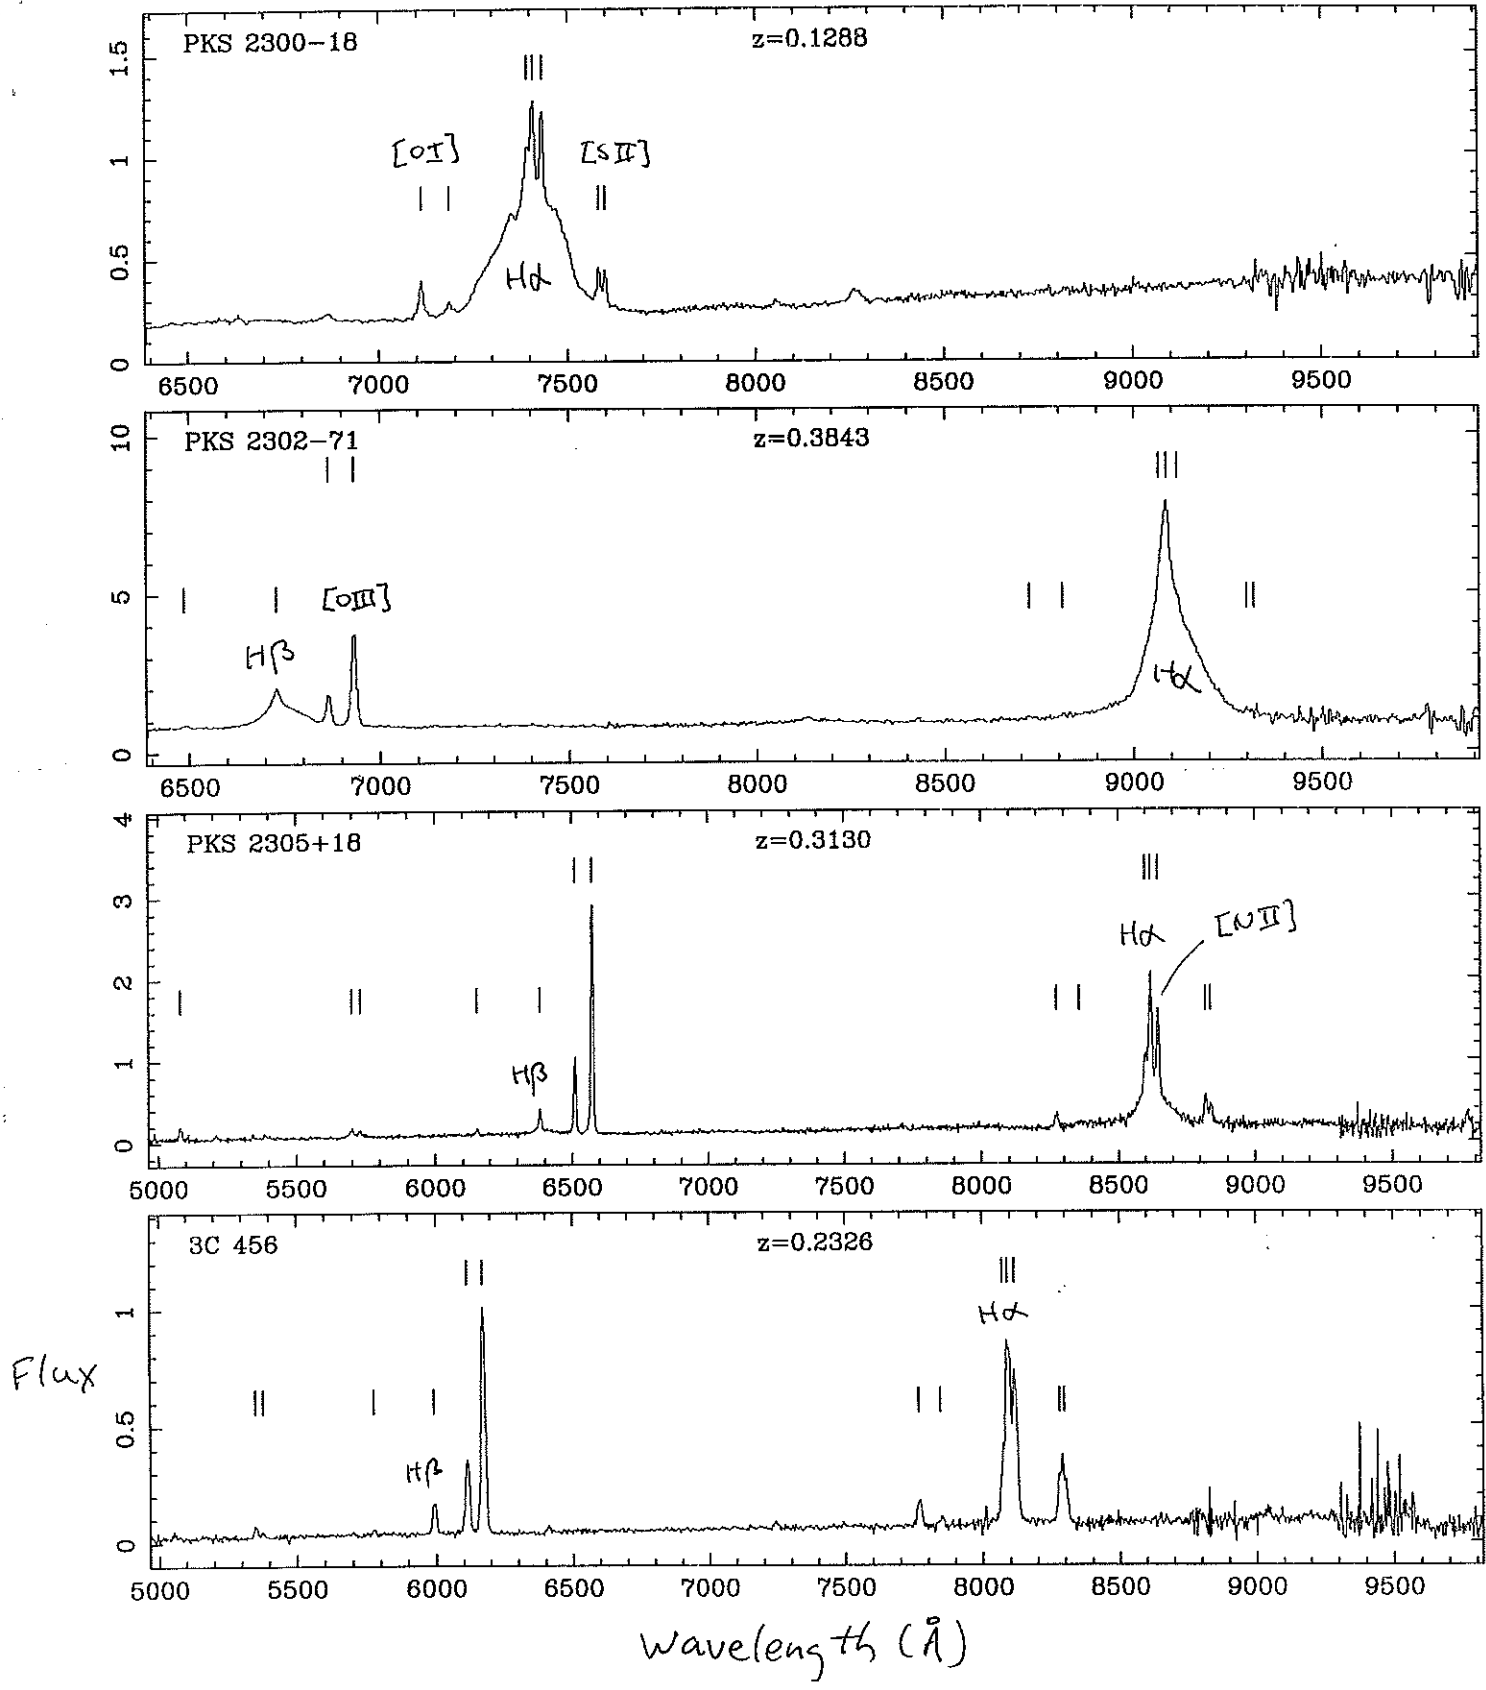 PKS 2300-18 z=0.1288
1.5
[OI] [SII]
1
Hα
0.5
0
6500 7000 7500 8000 8500 9000 9500
PKS 2302-71 z=0.3843
10
[OIII]
5
Hβ
Hα
0
6500 7000 7500 8000 8500 9000 9500
4
PKS 2305+18 z=0.3130
3
[NII]
Hα
2
Hβ
1
0
5000 5500 6000 6500 7000 7500 8000 8500 9000 9500
3C 456 z=0.2326
1
Hα
Flux
0.5
Hβ
0
5000 5500 6000 6500 7000 7500 8000 8500 9000 9500
Wavelength (Å)